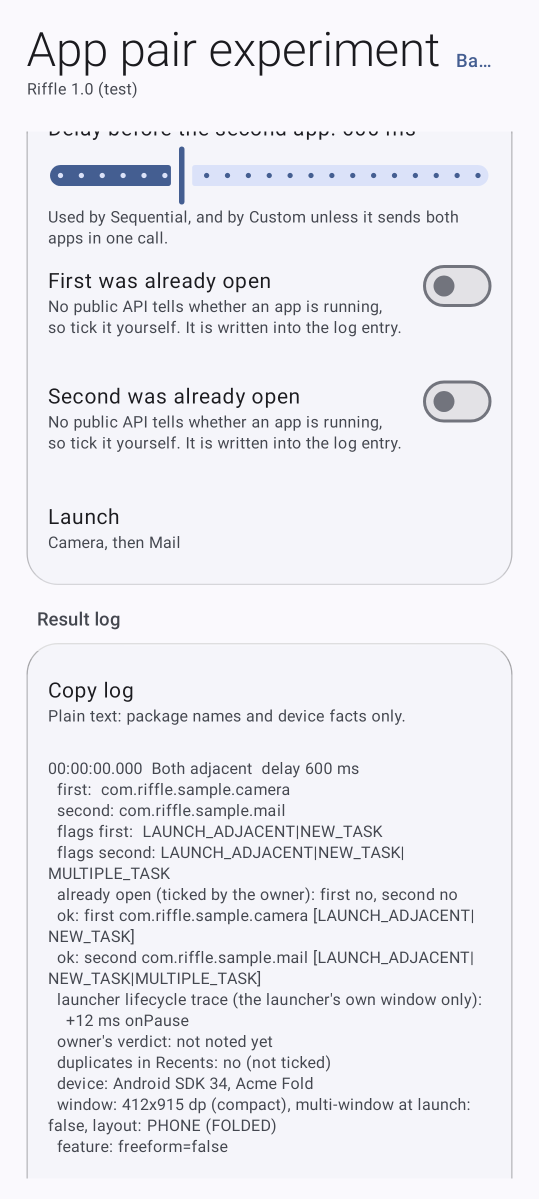 App pair experiment
Ba…
Riffle 1.0 (test)
Delay before the second app: 600 ms
Used by Sequential, and by Custom unless it sends both
apps in one call.
First was already open
No public API tells whether an app is running,
so tick it yourself. It is written into the log entry.
Second was already open
No public API tells whether an app is running,
so tick it yourself. It is written into the log entry.
Launch
Camera, then Mail
Result log
Copy log
Plain text: package names and device facts only.
00:00:00.000  Both adjacent  delay 600 ms
first:  com.riffle.sample.camera
second: com.riffle.sample.mail
flags first:  LAUNCH_ADJACENT|NEW_TASK
flags second: LAUNCH_ADJACENT|NEW_TASK|
MULTIPLE_TASK
already open (ticked by the owner): first no, second no
ok: first com.riffle.sample.camera [LAUNCH_ADJACENT|
NEW_TASK]
ok: second com.riffle.sample.mail [LAUNCH_ADJACENT|
NEW_TASK|MULTIPLE_TASK]
launcher lifecycle trace (the launcher's own window only):
+12 ms onPause
owner's verdict: not noted yet
duplicates in Recents: no (not ticked)
device: Android SDK 34, Acme Fold
window: 412x915 dp (compact), multi-window at launch:
false, layout: PHONE (FOLDED)
feature: freeform=false